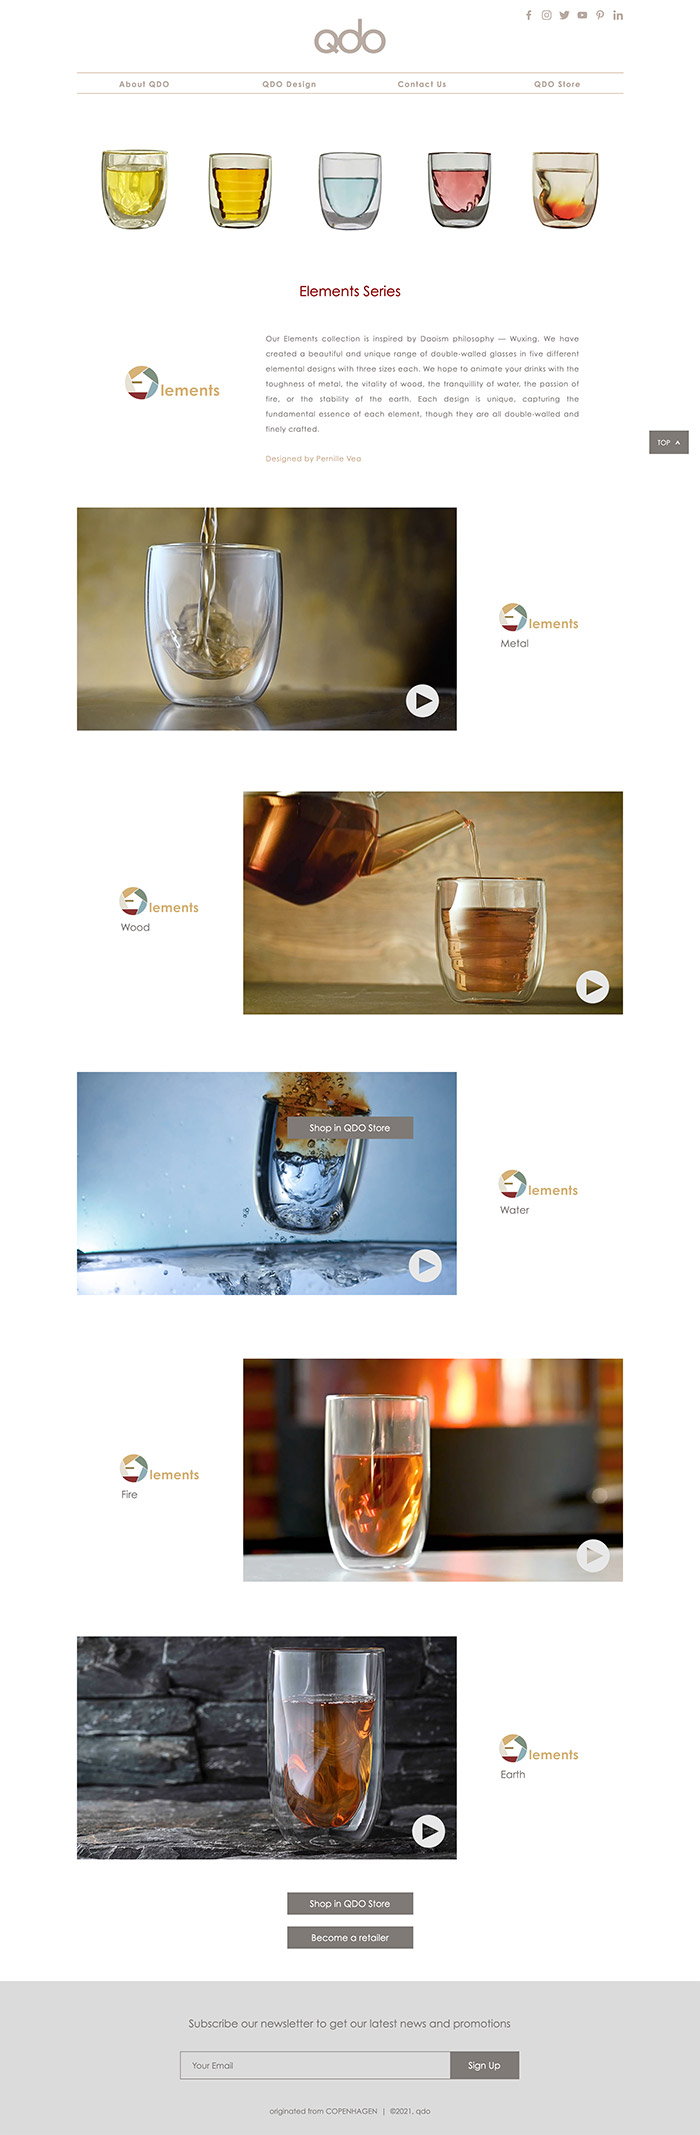 qdo
About QDO
QDO Design
Contact Us
QDO Store
Elements Series
Elements
Our Elements collection is inspired by Daoism philosophy — Wuxing. We have
created a beautiful and unique range of double-walled glasses in five different
elemental designs with three sizes each. We hope to animate your drinks with the
toughness of metal, the vitality of wood, the tranquillity of water, the passion of
fire, or the stability of the earth. Each design is unique, capturing the
fundamental essence of each element, though they are all double-walled and
finely crafted.
Designed by Pernille Vea
TOP
Elements
Metal
Elements
Wood
Shop in QDO Store
Elements
Water
Elements
Fire
Elements
Earth
Shop in QDO Store
Become a retailer
Subscribe our newsletter to get our latest news and promotions
Your Email
Sign Up
originated from COPENHAGEN | ©2021, qdo